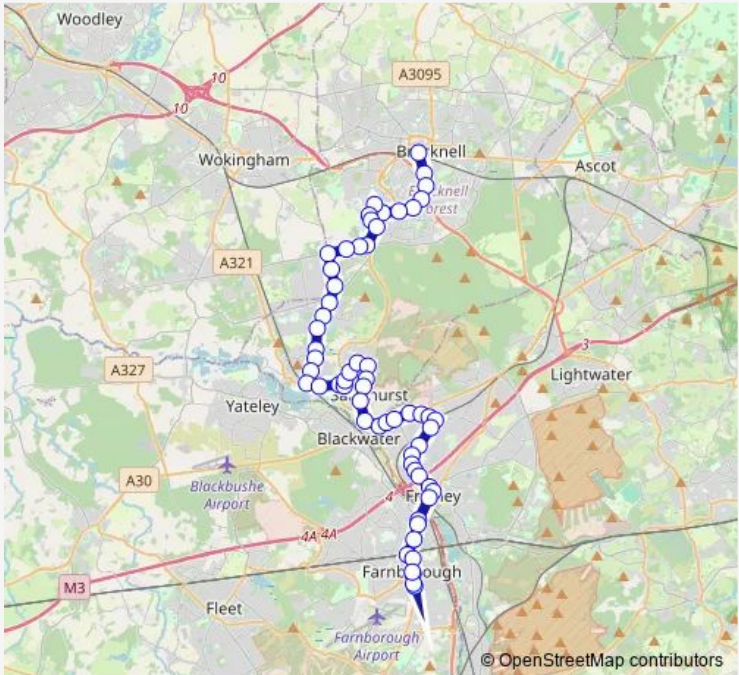 Woodley
10
A3095
10
Wokingham
Ascot
A321
3
A327
Lightwater
Yateley
Blackwater
A30
Blackbushe
Airport
4
4A 4A
Farnborough
M3
Fleet
Farnborough
Airport
© OpenStreetMap contributors